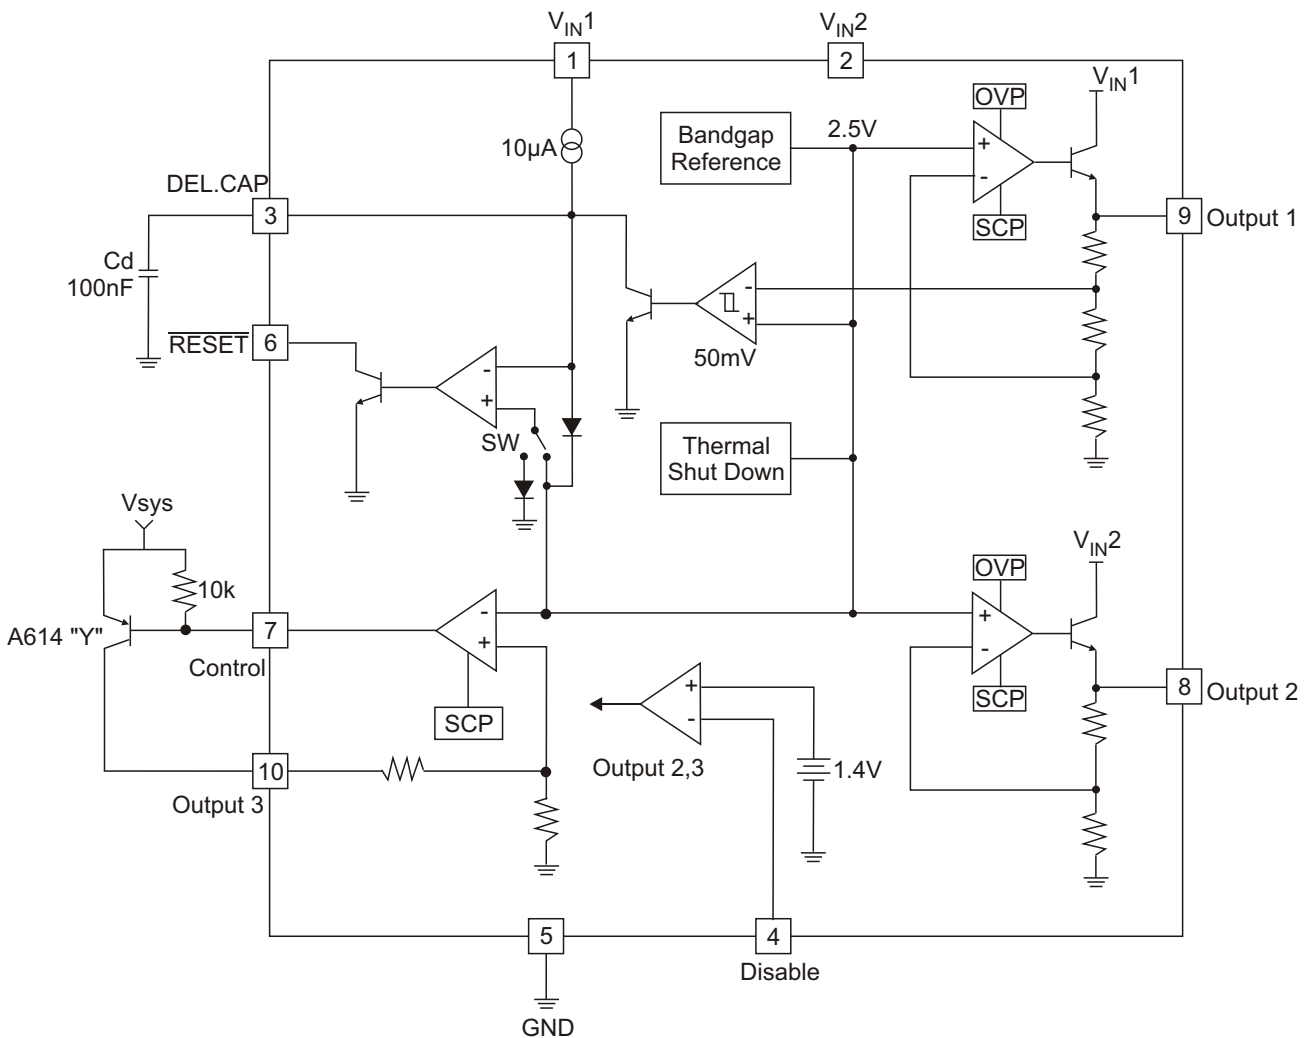 VIN1
1
VIN2
2
VIN1
OVP
Bandgap
Reference
2.5V
+
-
10µA
DEL.CAP
3
SCP
9
Output 1
Cd
100nF
-
+
50mV
RESET
6
-
+
SW
Thermal
Shut Down
Vsys
10k
VIN2
OVP
A614 "Y"
7
Control
-
+
+
-
SCP
8
Output 2
SCP
+
-
Output 2,3
1.4V
10
Output 3
5
4
Disable
GND